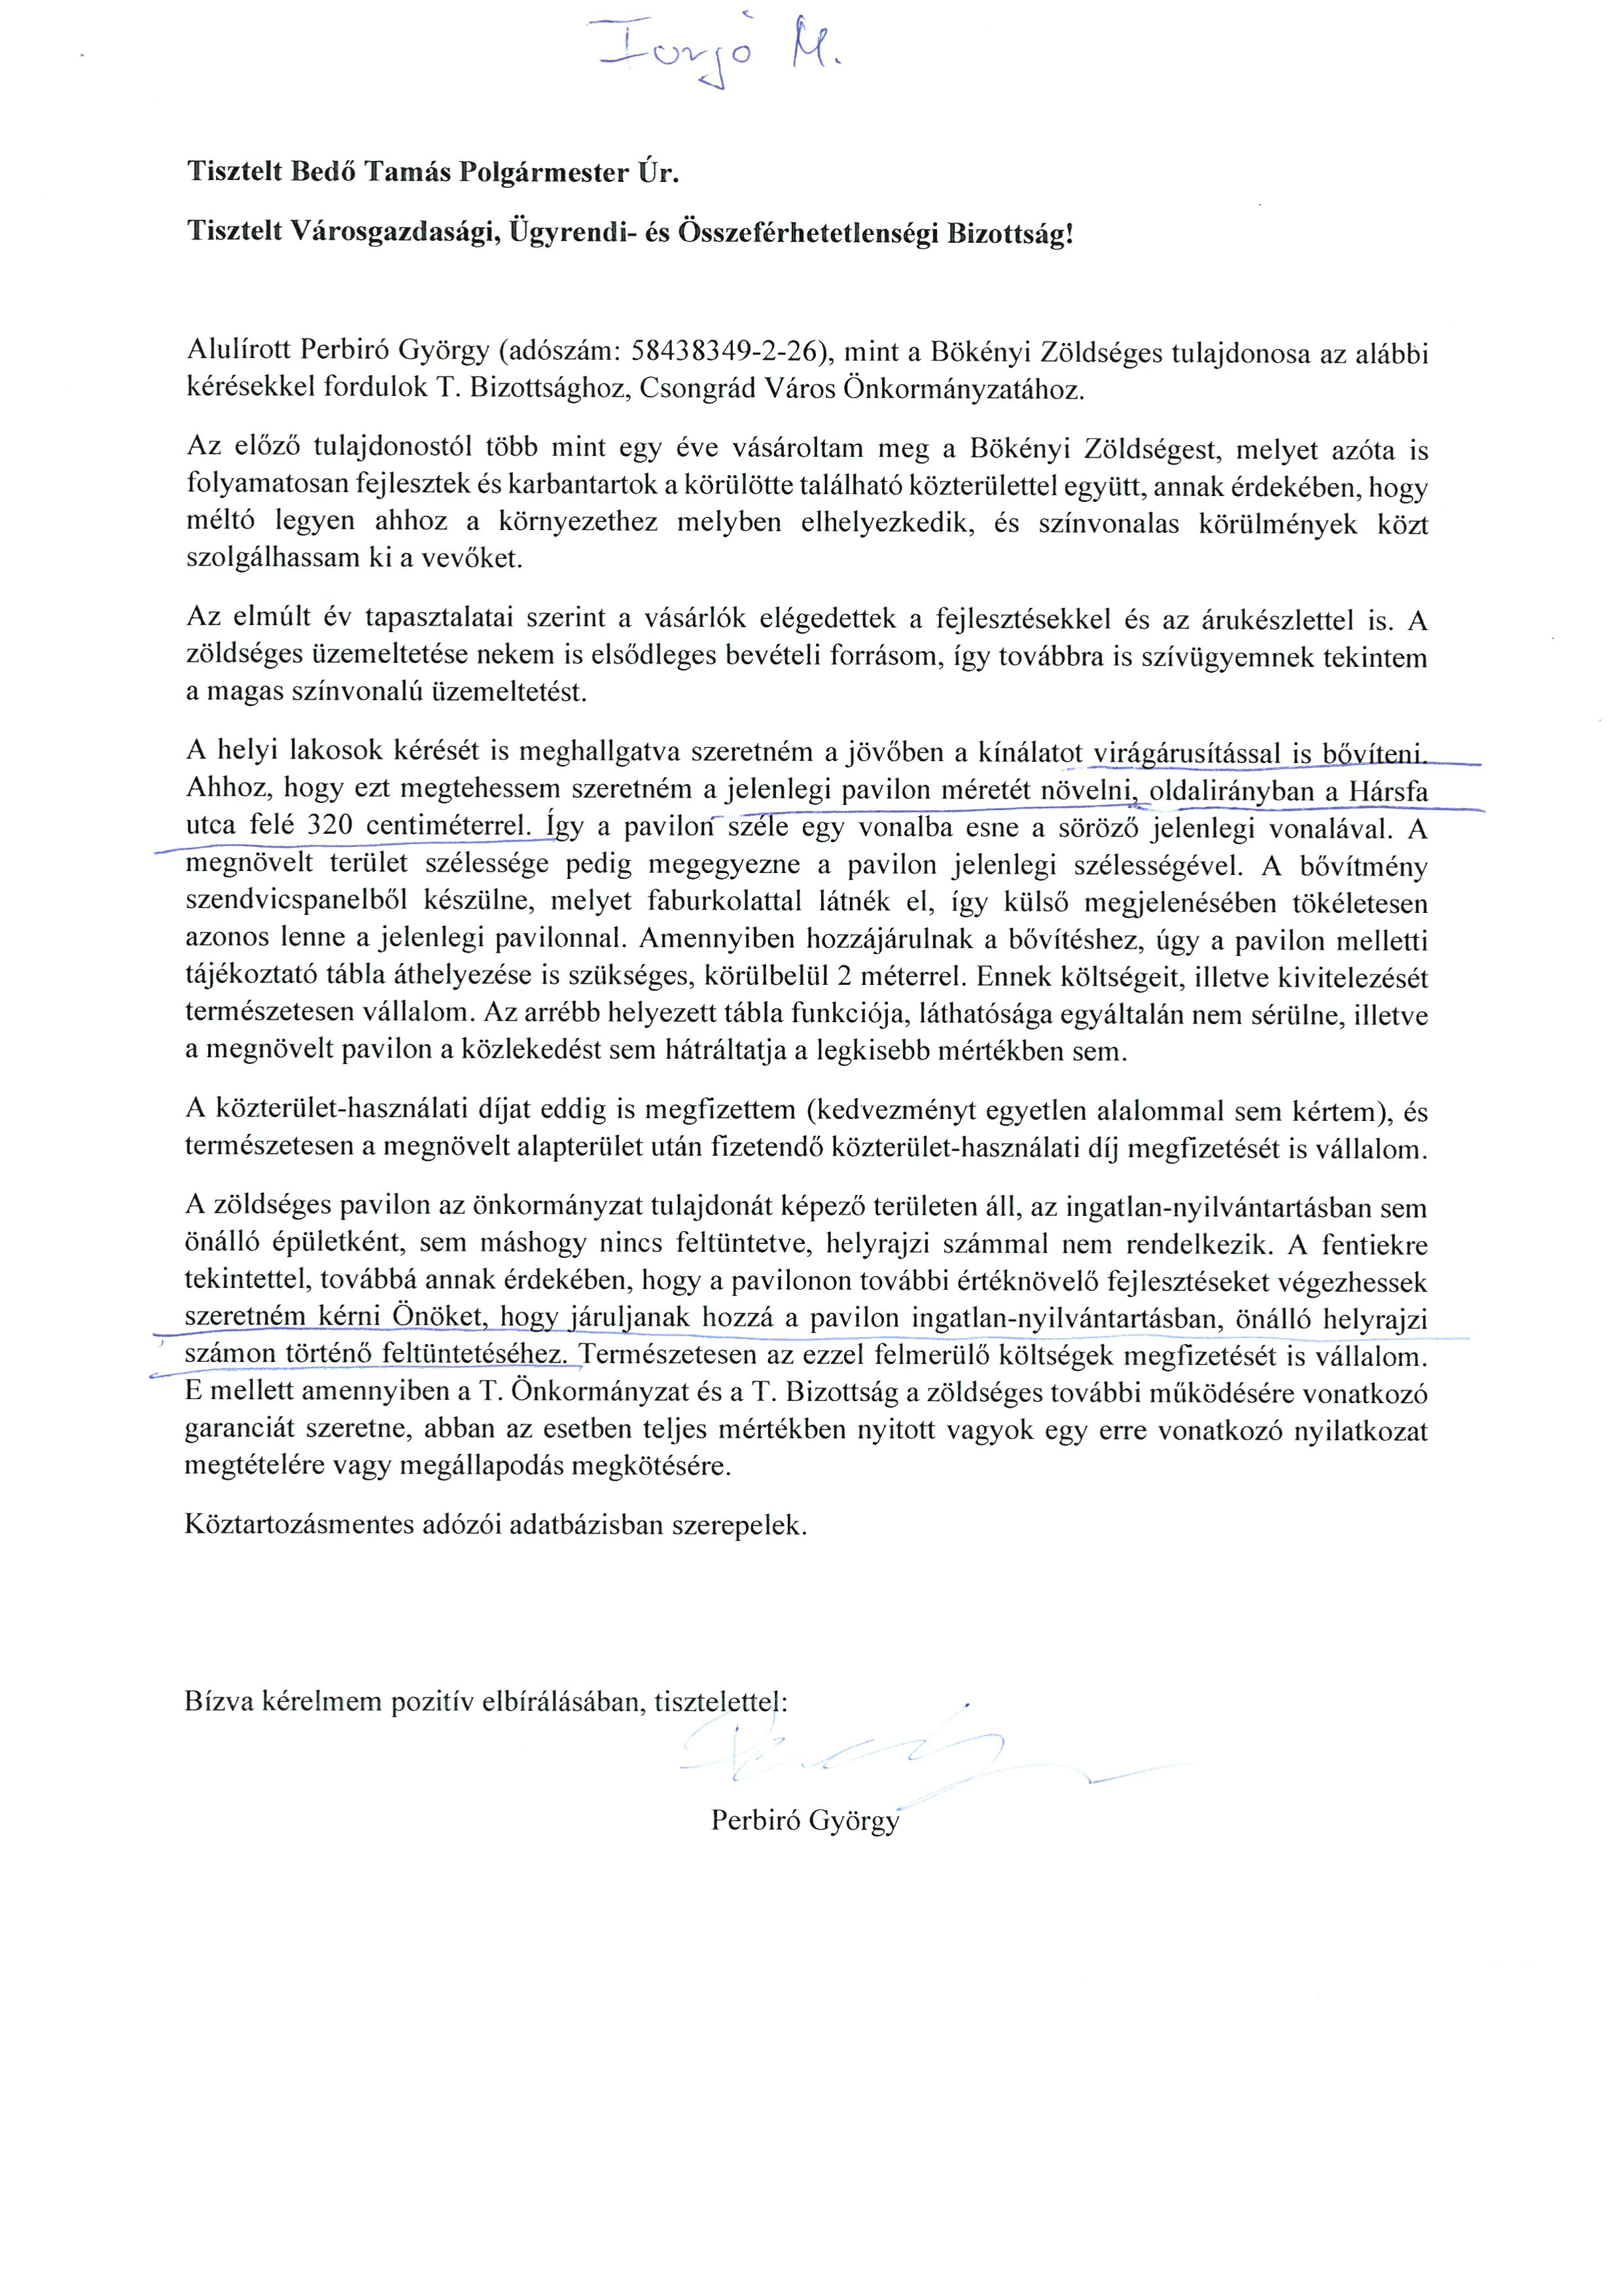 Iorjó M.
Tisztelt Bedő Tamás Polgármester Úr.
Tisztelt Városgazdasági, Ügyrendi- és Összeférhetetlenségi Bizottság!
Alulírott Perbiró György (adószám: 58438349-2-26), mint a Bökényi Zöldséges tulajdonosa az alábbi
kérésekkel fordulok T. Bizottsághoz, Csongrád Város Önkormányzatához.
Az előző tulajdonostól több mint egy éve vásároltam meg a Bökényi Zöldségest, melyet azóta is
folyamatosan fejlesztek és karbantartok a körülötte található közterülettel együtt, annak érdekében, hogy
méltó legyen ahhoz a környezethez melyben elhelyezkedik, és színvonalas körülmények közt
szolgálhassam ki a vevőket.
Az elmúlt év tapasztalatai szerint a vásárlók elégedettek a fejlesztésekkel és az árukészlettel is. A
zöldséges üzemeltetése nekem is elsődleges bevételi forrásom, így továbbra is szívügyemnek tekintem
a magas színvonalú üzemeltetést.
A helyi lakosok kérését is meghallgatva szeretném a jövőben a kínálatot virágárusítással is bővíteni.
Ahhoz, hogy ezt megtehessem szeretném a jelenlegi pavilon méretét növelni, oldalirányban a Hársfa
utca felé 320 centiméterrel. Így a pavilon széle egy vonalba esne a söröző jelenlegi vonalával. A
megnövelt terület szélessége pedig megegyezne a pavilon jelenlegi szélességével. A bővítmény
szendvicspanelből készülne, melyet faburkolattal látnék el, így külső megjelenésében tökéletesen
azonos lenne a jelenlegi pavilonnal. Amennyiben hozzájárulnak a bővítéshez, úgy a pavilon melletti
tájékoztató tábla áthelyezése is szükséges, körülbelül 2 méterrel. Ennek költségeit, illetve kivitelezését
természetesen vállalom. Az arrébb helyezett tábla funkciója, láthatósága egyáltalán nem sérülne, illetve
a megnövelt pavilon a közlekedést sem hátráltatja a legkisebb mértékben sem.
A közterület-használati díjat eddig is megfizettem (kedvezményt egyetlen alalommal sem kértem), és
természetesen a megnövelt alapterület után fizetendő közterület-használati díj megfizetését is vállalom.
A zöldséges pavilon az önkormányzat tulajdonát képező területen áll, az ingatlan-nyilvántartásban sem
önálló épületként, sem máshogy nincs feltüntetve, helyrajzi számmal nem rendelkezik. A fentiekre
tekintettel, továbbá annak érdekében, hogy a pavilonon további értéknövelő fejlesztéseket végezhessek
szeretném kérni Önöket, hogy járuljanak hozzá a pavilon ingatlan-nyilvántartásban, önálló helyrajzi
számon történő feltüntetéséhez. Természetesen az ezzel felmerülő költségek megfizetését is vállalom.
E mellett amennyiben a T. Önkormányzat és a T. Bizottság a zöldséges további működésére vonatkozó
garanciát szeretne, abban az esetben teljes mértékben nyitott vagyok egy erre vonatkozó nyilatkozat
megtételére vagy megállapodás megkötésére.
Köztartozásmentes adózói adatbázisban szerepelek.
Bízva kérelmem pozitív elbírálásában, tisztelettel:
Perbiró György